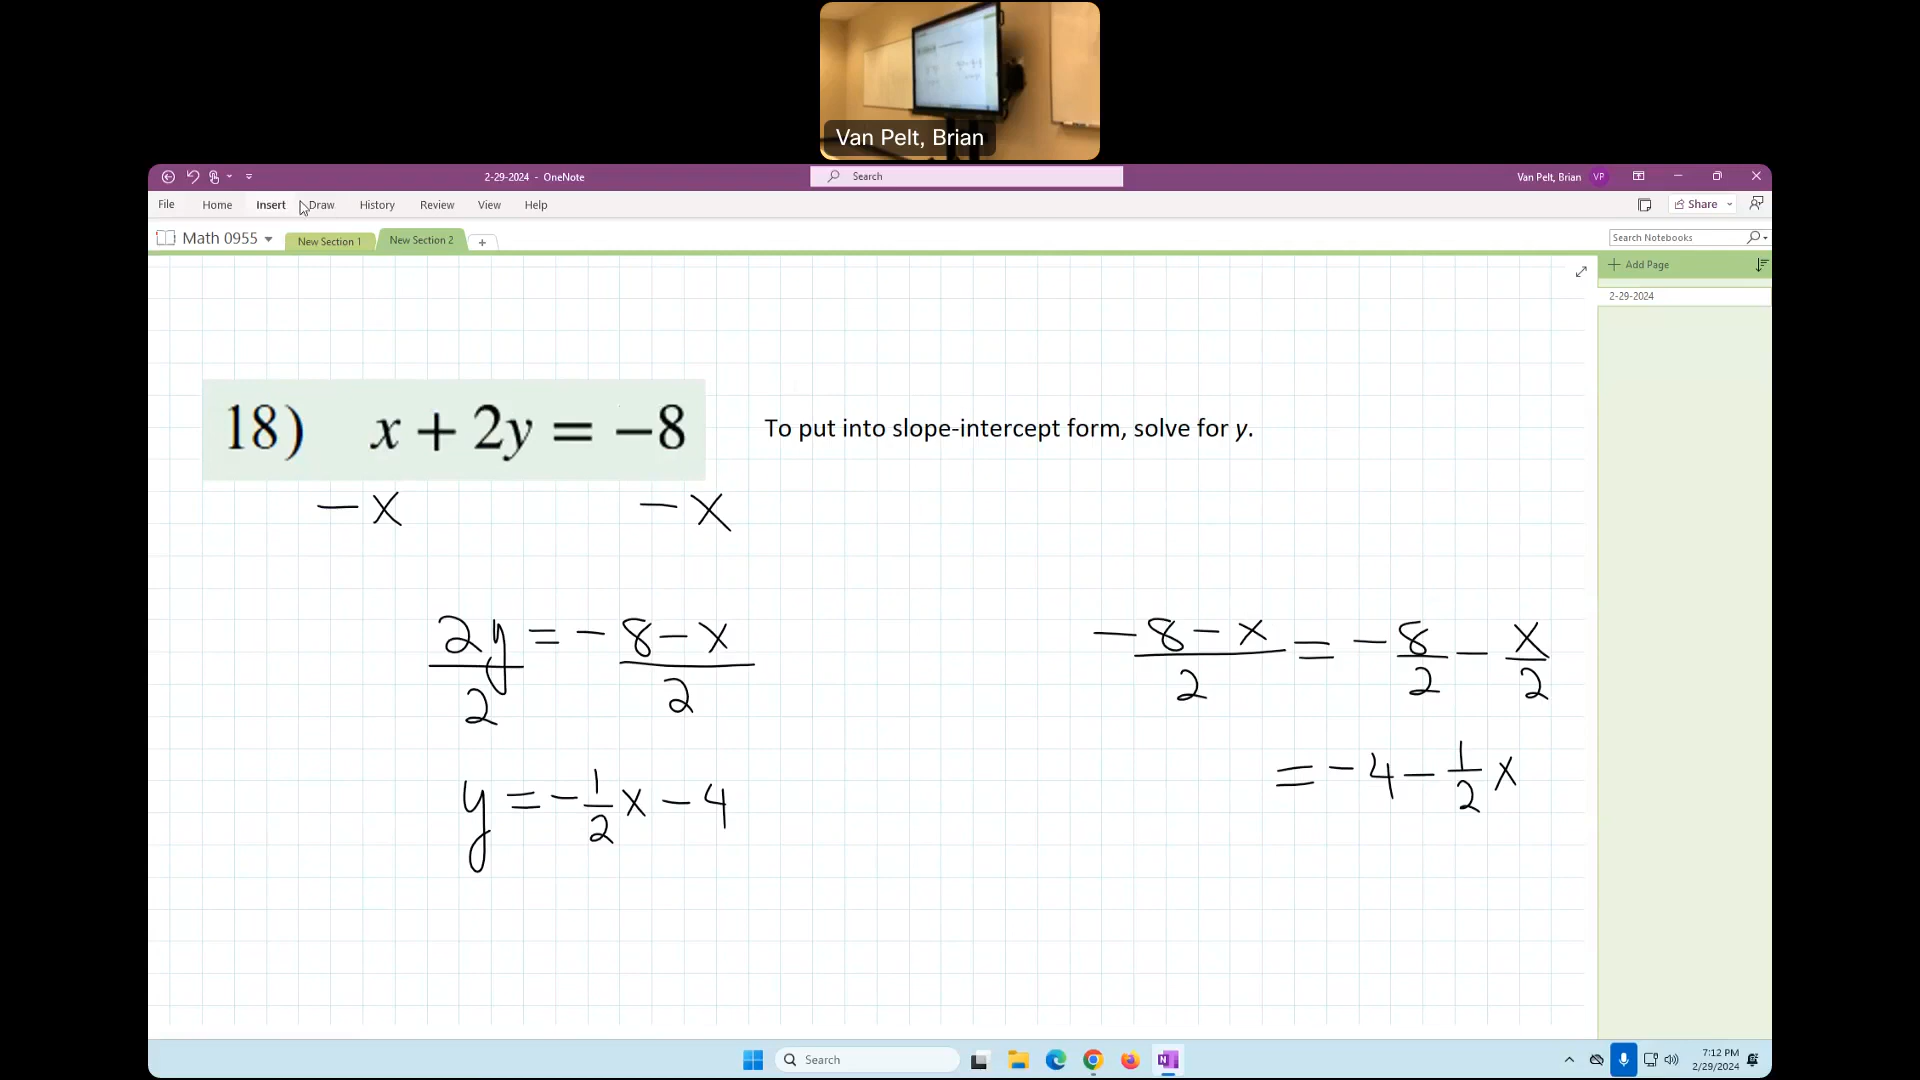 Van Pelt, Brian
2-29-2024 - OneNote
Search
Van Pelt, Brian VP
File Home Insert Draw History Review View Help
Share
Math 0955
New Section 1
New Section 2
+
Search Notebooks
+ Add Page
2-29-2024
18) x + 2y = −8
To put into slope-intercept form, solve for y.
− x − x
2y/2 = −8 − x/2
−8 − x/2 = −8/2 − x/2
= −4 − 1/2 x
y = −1/2 x − 4
Search
7:12 PM
2/29/2024